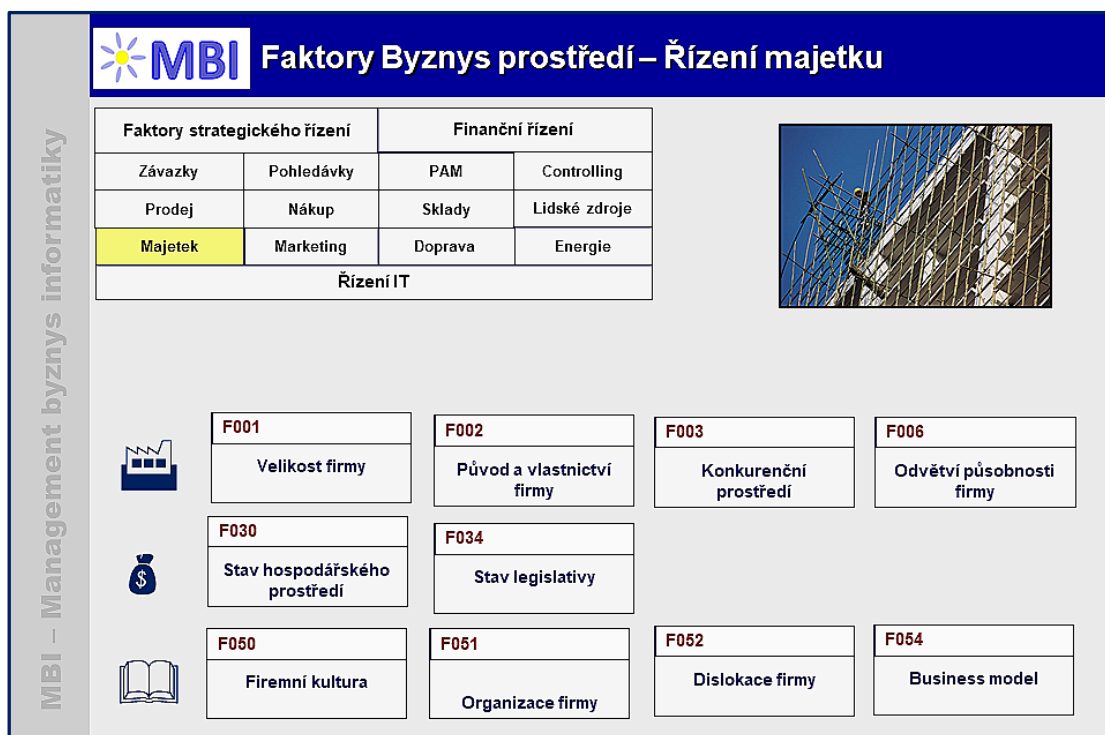 MBI Faktory Byznys prostředí – Řízení majetku
MBI – Management byznys informatiky
Faktory strategického řízení Finanční řízení
Závazky Pohledávky PAM Controlling
Prodej Nákup Sklady Lidské zdroje
Majetek Marketing Doprava Energie
Řízení IT
F001 F002 F003 F006
Velikost firmy Původ a vlastnictví Konkurenční Odvětví působnosti
firmy prostředí firmy
F030 F034
Stav hospodářského Stav legislativy
prostředí
$
F050 F051 F052 F054
Firemní kultura Organizace firmy Dislokace firmy Business model